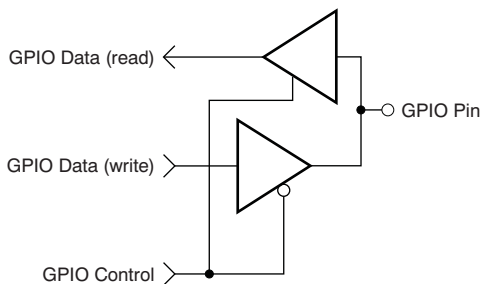 GPIO Data (read)
GPIO Pin
GPIO Data (write)
GPIO Control